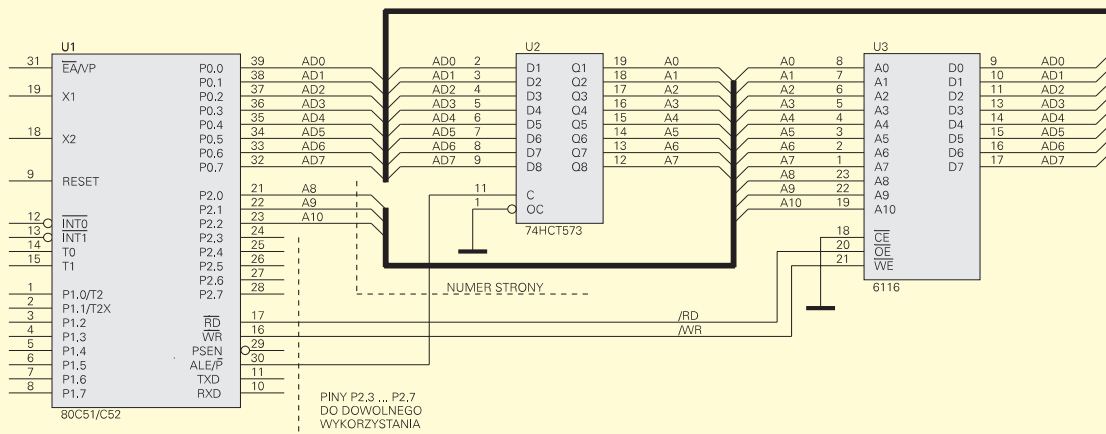 U1
31 EA/VP
19 X1
18 X2
9 RESET
12 INT0
13 INT1
14 T0
15 T1
1 P1.0/T2
2 P1.1/T2X
3 P1.2
4 P1.3
5 P1.4
6 P1.5
7 P1.6
8 P1.7
P0.0 39 AD0
P0.1 38 AD1
P0.2 37 AD2
P0.3 36 AD3
P0.4 35 AD4
P0.5 34 AD5
P0.6 33 AD6
P0.7 32 AD7
P2.0 21 A8
P2.1 22 A9
P2.2 23 A10
P2.3 24
P2.4 25
P2.5 26
P2.6 27
P2.7 28
RD 17
WR 16
PSEN 29
ALE/P 30
TXD 11
RXD 10
80C51/C52
U2
AD0 2 D1 Q1 19 A0
AD1 3 D2 Q2 18 A1
AD2 4 D3 Q3 17 A2
AD3 5 D4 Q4 16 A3
AD4 6 D5 Q5 15 A4
AD5 7 D6 Q6 14 A5
AD6 8 D7 Q7 13 A6
AD7 9 D8 Q8 12 A7
11 C
1 OC
74HCT573
U3
A0 8 A0 D0 9 AD0
A1 7 A1 D1 10 AD1
A2 6 A2 D2 11 AD2
A3 5 A3 D3 13 AD3
A4 4 A4 D4 14 AD4
A5 3 A5 D5 15 AD5
A6 2 A6 D6 16 AD6
A7 1 A7 D7 17 AD7
A8 23 A8
A9 22 A9
A10 19 A10
18 CE
20 OE
21 WE
6116
NUMER STRONY
/RD
/WR
PINY P2.3 ... P2.7
DO DOWOLNEGO
WYKORZYSTANIA